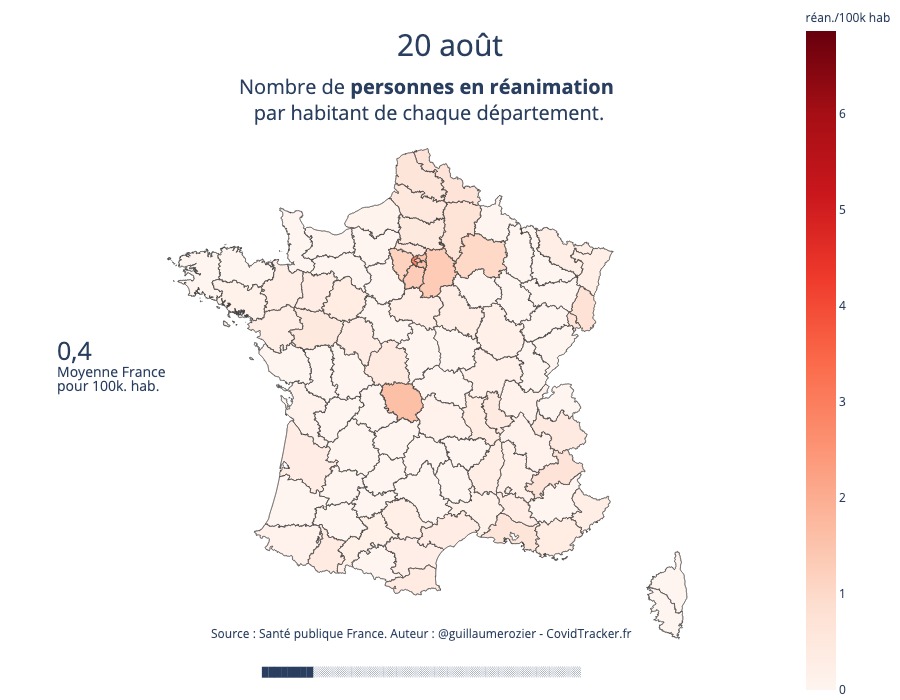 réan./100k hab
20 août
Nombre de personnes en réanimation
par habitant de chaque département.
6
5
4
0,4
Moyenne France
pour 100k. hab.
3
2
1
Source : Santé publique France. Auteur : @guillaumerozier - CovidTracker.fr
0